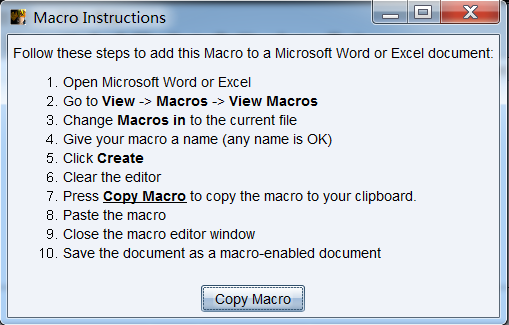 Macro Instructions
Follow these steps to add this Macro to a Microsoft Word or Excel document:
1. Open Microsoft Word or Excel
2. Go to View -> Macros -> View Macros
3. Change Macros in to the current file
4. Give your macro a name (any name is OK)
5. Click Create
6. Clear the editor
7. Press Copy Macro to copy the macro to your clipboard.
8. Paste the macro
9. Close the macro editor window
10. Save the document as a macro-enabled document
Copy Macro